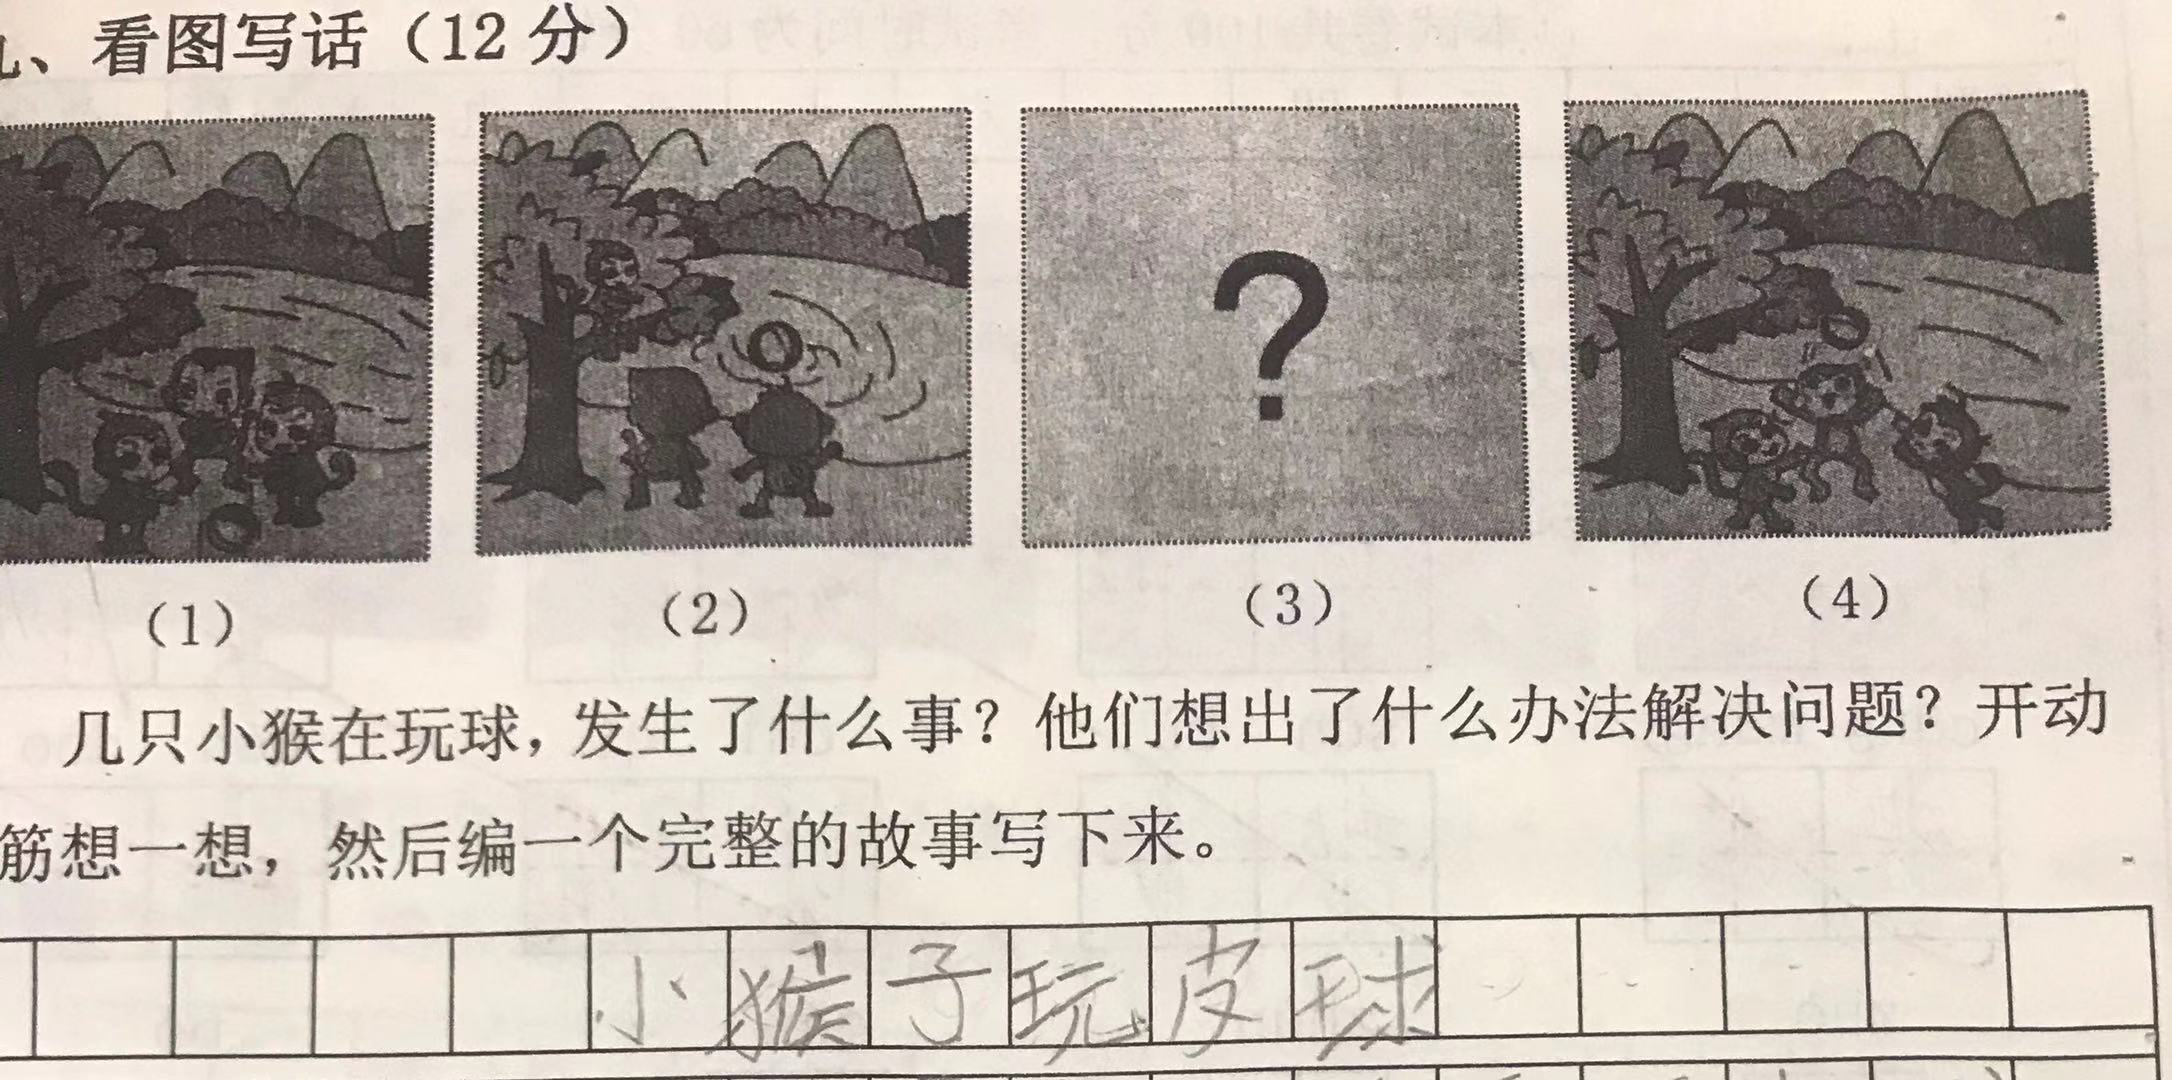 、看图写话（12分）
?
（1）
（2）
（3）
（4）
几只小猴在玩球，发生了什么事？他们想出了什么办法解决问题？开动
筋想一想，然后编一个完整的故事写下来。
小猴子玩皮球